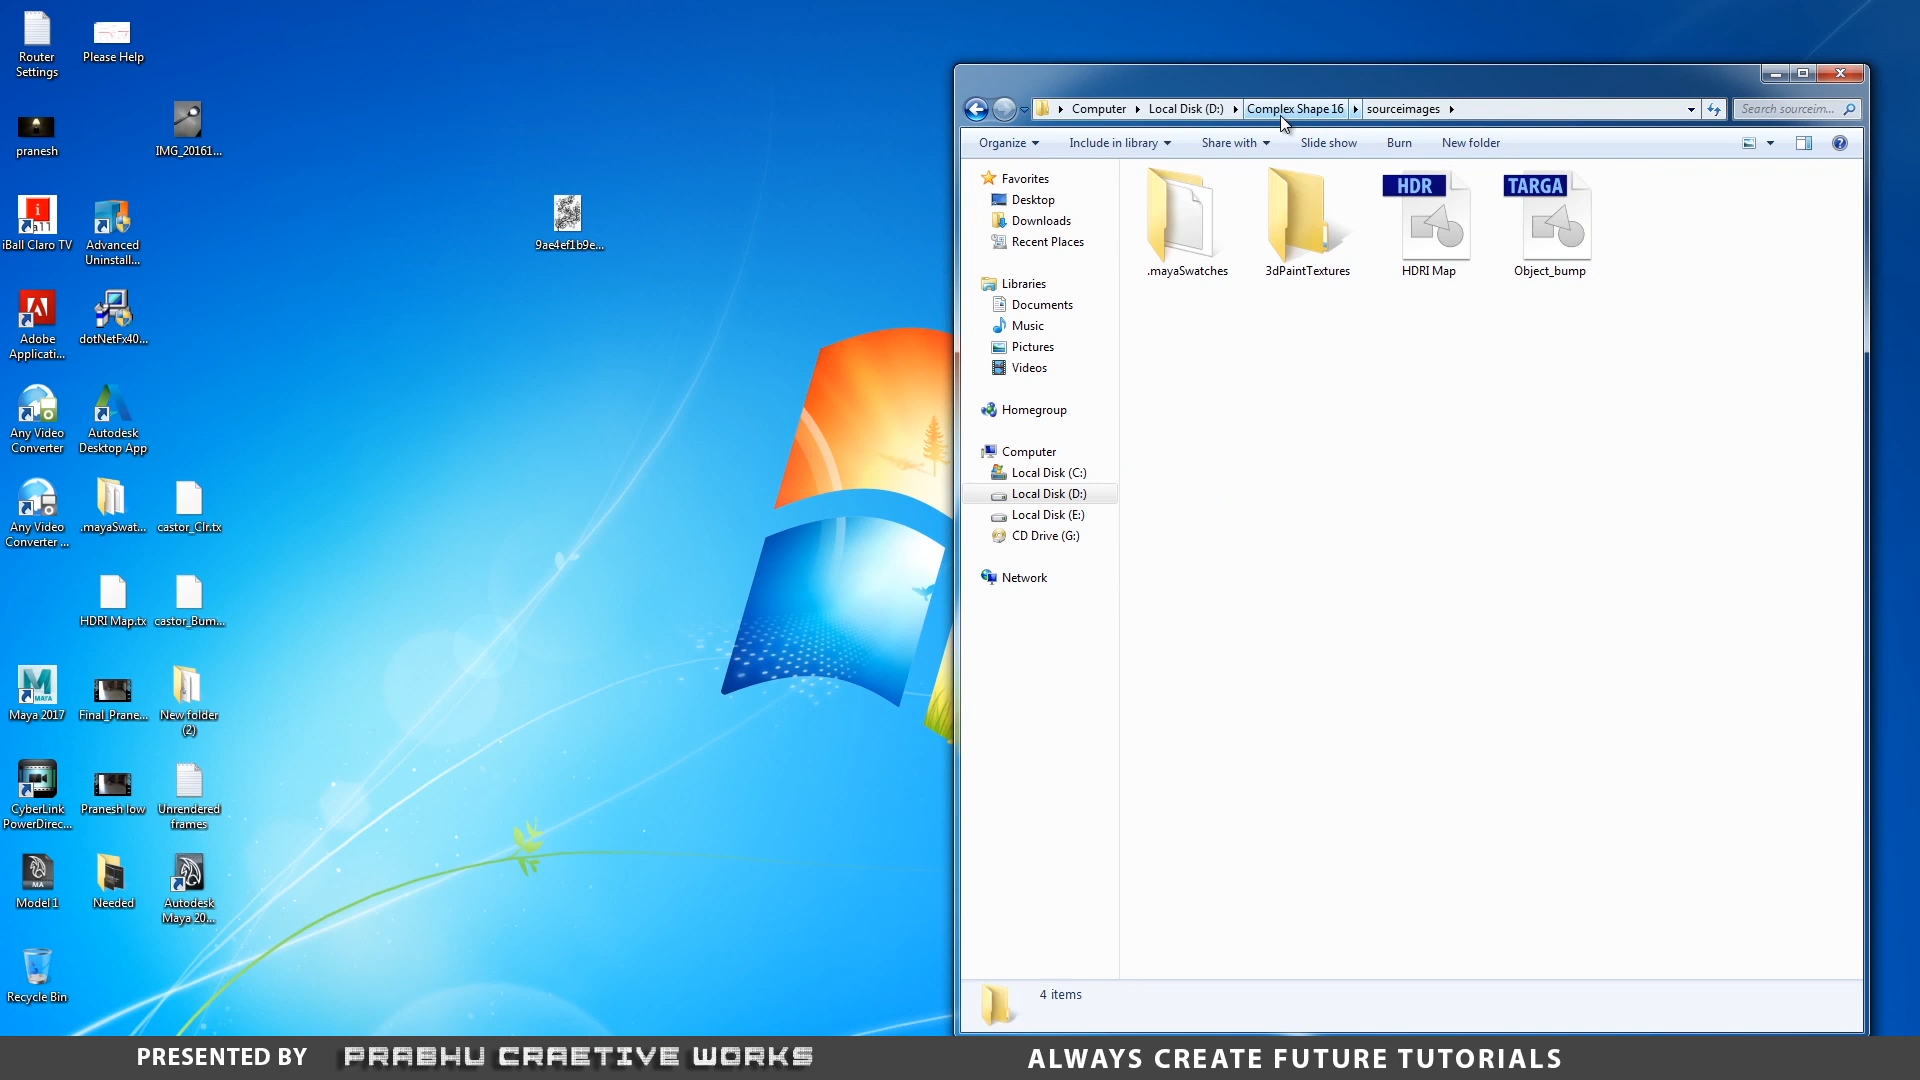 Router
Settings
Please Help
pranesh
IMG_20161...
iBall Claro TV
Advanced
Uninstall...
9ae4ef1b9e...
Adobe
Applicati...
dotNetFx40...
Any Video
Converter
Autodesk
Desktop App
Any Video
Converter ...
.mayaSwat...
castor_Clr.tx
HDRI Map.tx
castor_Bum...
MAYA
Maya 2017
Final_Prane...
New folder
(2)
CyberLink
PowerDirec...
Pranesh low
Unrendered
frames
MA
Model 1
Needed
Autodesk
Maya 20...
Recycle Bin
Computer
Local Disk (D:)
Complex Shape 16
sourceimages
Search sourceim...
Organize
Include in library
Share with
Slide show
Burn
New folder
Favorites
Desktop
Downloads
Recent Places
Libraries
Documents
Music
Pictures
Videos
Homegroup
Computer
Local Disk (C:)
Local Disk (D:)
Local Disk (E:)
CD Drive (G:)
Network
.mayaSwatches
3dPaintTextures
HDR
HDRI Map
TARGA
Object_bump
4 items
PRESENTED BY PRABHU CRAETIVE WORKS
ALWAYS CREATE FUTURE TUTORIALS